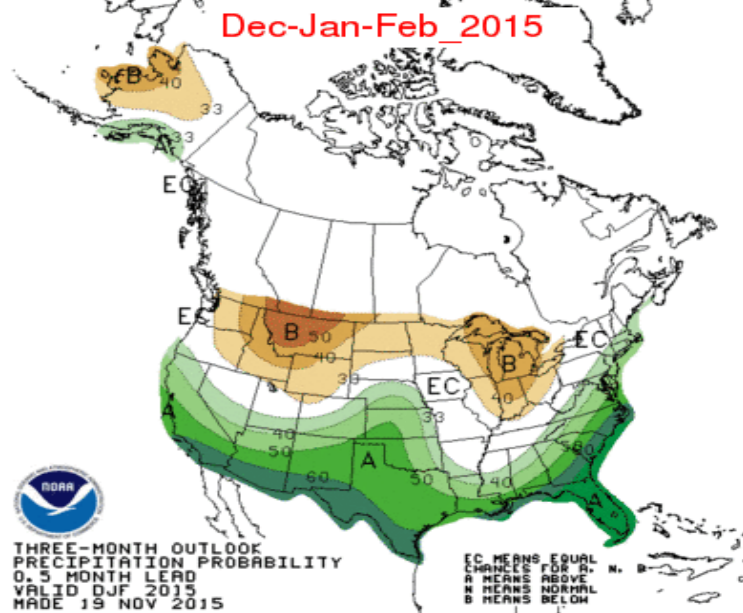 Dec-Jan-Feb_2015
B
40
33
33
A
EC
EC
B
50
40
33
B
EC
40
EC
33
A
40
50
60
A
50
40
50
A
NOAA
THREE-MONTH OUTLOOK
PRECIPITATION PROBABILITY
0.5 MONTH LEAD
VALID DJF 2015
MADE 19 NOV 2015
EC MEANS EQUAL
CHANCES FOR A, N, B
A MEANS ABOVE
N MEANS NORMAL
B MEANS BELOW